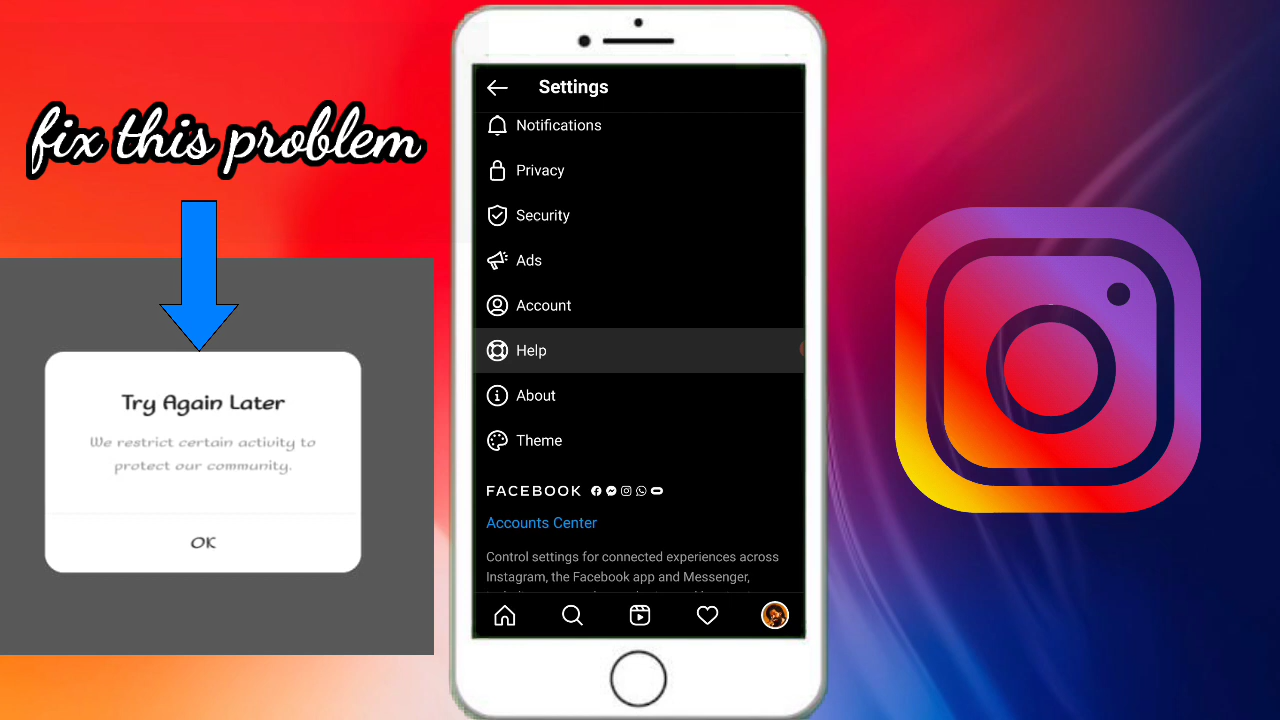 fix this problem
Try Again Later
We restrict certain activity to
protect our community.
OK
Settings
Notifications
Privacy
Security
Ads
Account
Help
About
Theme
FACEBOOK
Accounts Center
Control settings for connected experiences across
Instagram, the Facebook app and Messenger,